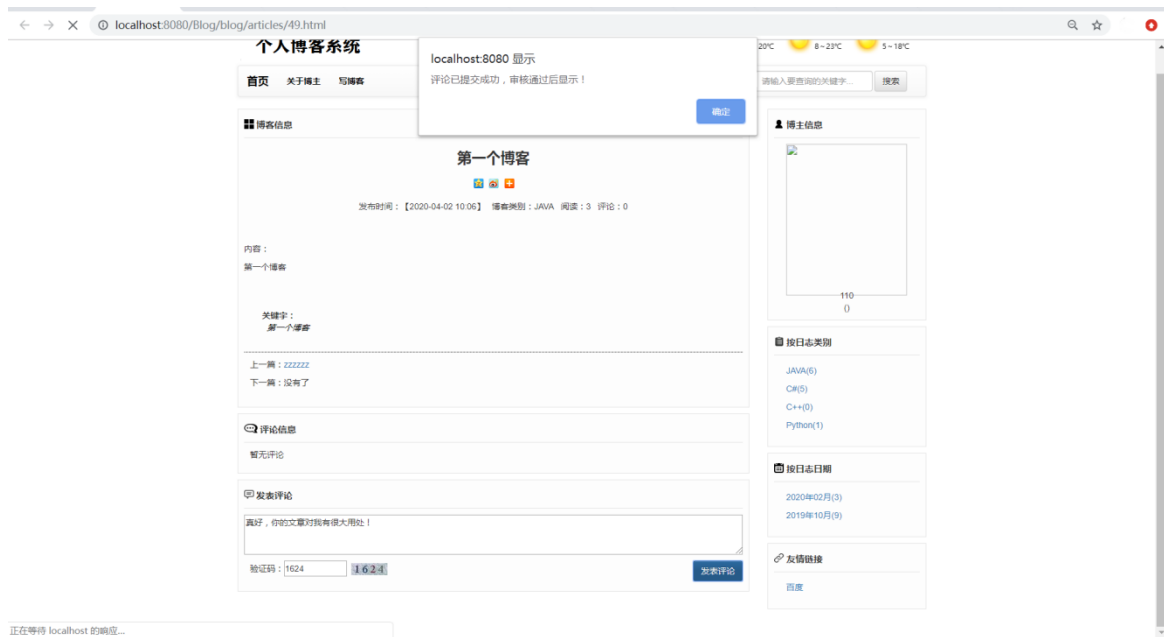 localhost:8080/Blog/blog/articles/49.html
个人博客系统
localhost:8080 显示
评论已提交成功，审核通过后显示！
确定
20℃
8~23℃
5~18℃
首页 关于博主 写博客
请输入要查询的关键字...
搜索
博客信息
第一个博客
发布时间：【2020-04-02 10:06】 博客类别：JAVA 阅读：3 评论：0
内容：
第一个博客
关键字：
第一个博客
上一篇：zzzzzz
下一篇：没有了
评论信息
暂无评论
发表评论
真好，你的文章对我有很大用处！
验证码：1624 1624
发表评论
博主信息
110
()
按日志类别
JAVA(6)
C#(5)
C++(0)
Python(1)
按日志日期
2020年02月(3)
2019年10月(9)
友情链接
百度
正在等待 localhost 的响应...